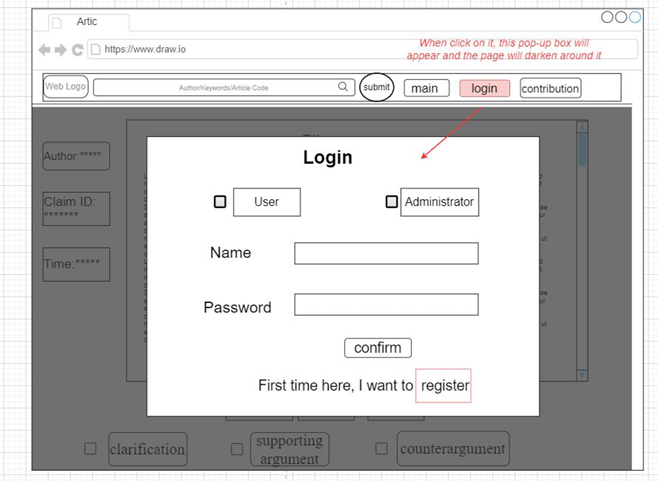 Artic
https://www.draw.io
When click on it, this pop-up box will
appear and the page will darken around it
Web Logo
Author/Keywords/Article Code
submit
main
login
contribution
Author:*****
Claim ID:
*******
Time:*****
Login
User
Administrator
Name
Password
confirm
First time here, I want to register
clarification
supporting
argument
counterargument